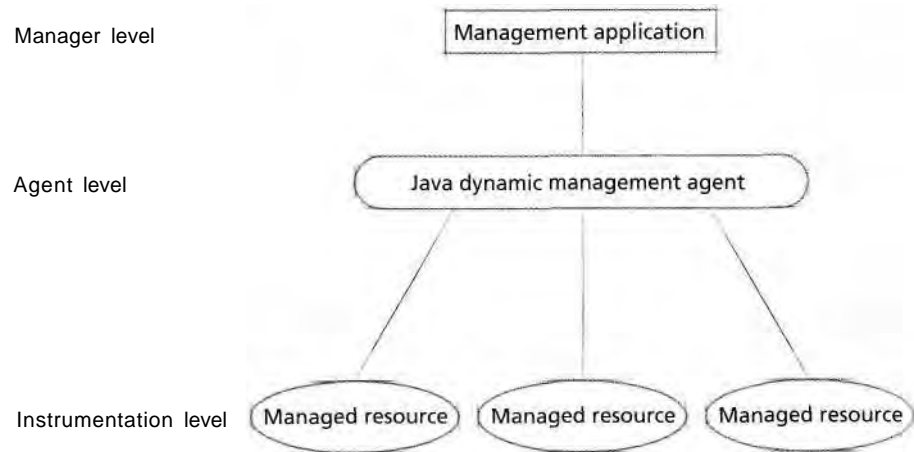 Manager level
Management application
Agent level
Java dynamic management agent
Instrumentation level
Managed resource
Managed resource
Managed resource